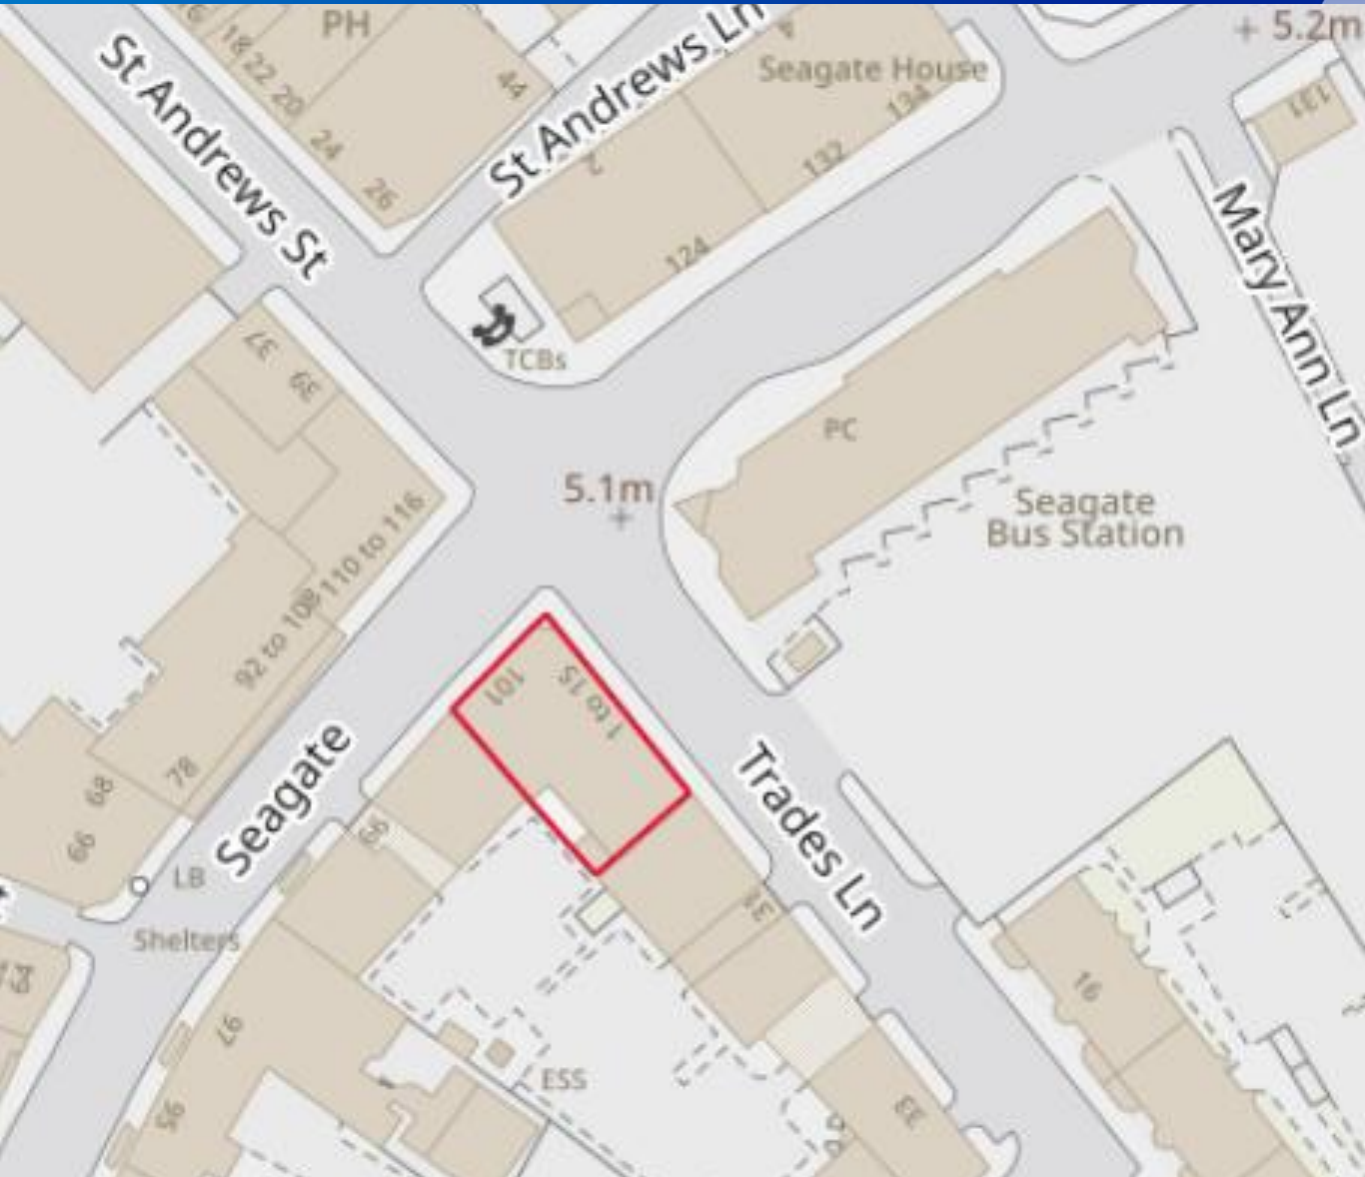 St Andrews St
16
18
22
20
24
26
PH
44
St Andrews Ln
2
4
Seagate House
134
132
124
5.2m
131
Mary Ann Ln
TCBs
37
39
5.1m
PC
Seagate
Bus Station
110 to 116
92 to 108
101
1 to 15
78
68
66
Seagate
LB
Shelters
99
Trades Ln
31
16
64
97
95
ESS
33